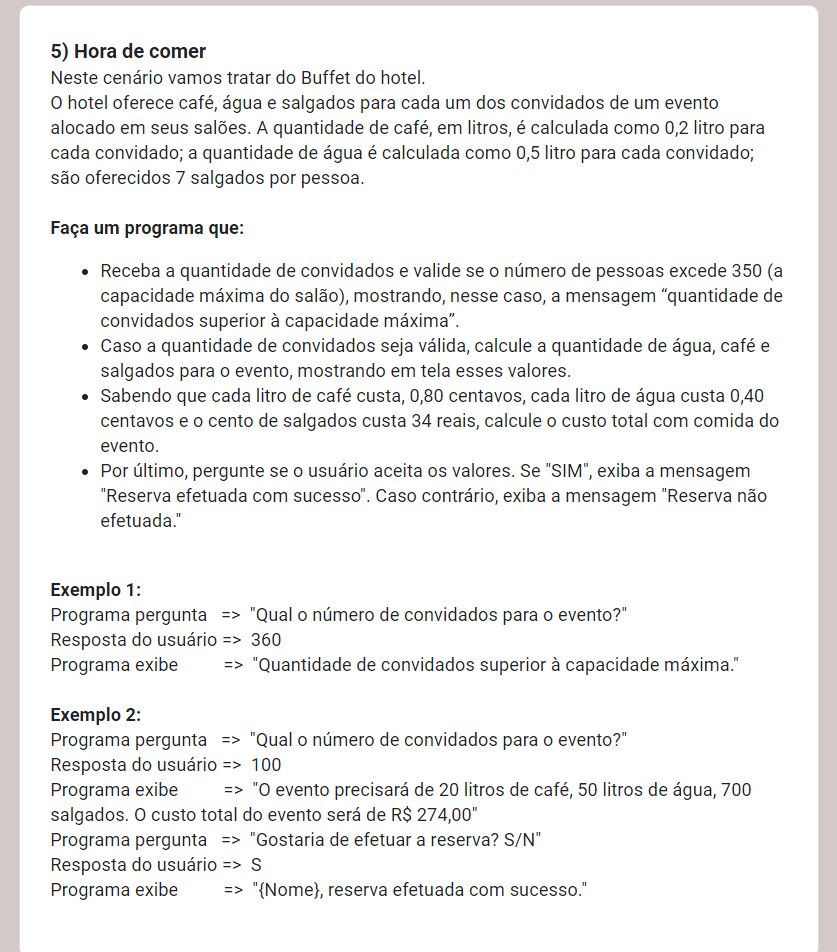 5) Hora de comer
Neste cenário vamos tratar do Buffet do hotel.
O hotel oferece café, água e salgados para cada um dos convidados de um evento
alocado em seus salões. A quantidade de café, em litros, é calculada como 0,2 litro para
cada convidado; a quantidade de água é calculada como 0,5 litro para cada convidado;
são oferecidos 7 salgados por pessoa.
Faça um programa que:
• Receba a quantidade de convidados e valide se o número de pessoas excede 350 (a
capacidade máxima do salão), mostrando, nesse caso, a mensagem “quantidade de
convidados superior à capacidade máxima”.
• Caso a quantidade de convidados seja válida, calcule a quantidade de água, café e
salgados para o evento, mostrando em tela esses valores.
• Sabendo que cada litro de café custa, 0,80 centavos, cada litro de água custa 0,40
centavos e o cento de salgados custa 34 reais, calcule o custo total com comida do
evento.
• Por último, pergunte se o usuário aceita os valores. Se "SIM", exiba a mensagem
"Reserva efetuada com sucesso". Caso contrário, exiba a mensagem "Reserva não
efetuada."
Exemplo 1:
Programa pergunta => "Qual o número de convidados para o evento?"
Resposta do usuário => 360
Programa exibe => "Quantidade de convidados superior à capacidade máxima."
Exemplo 2:
Programa pergunta => "Qual o número de convidados para o evento?"
Resposta do usuário => 100
Programa exibe => "O evento precisará de 20 litros de café, 50 litros de água, 700
salgados. O custo total do evento será de R$ 274,00"
Programa pergunta => "Gostaria de efetuar a reserva? S/N"
Resposta do usuário => S
Programa exibe => "{Nome}, reserva efetuada com sucesso."